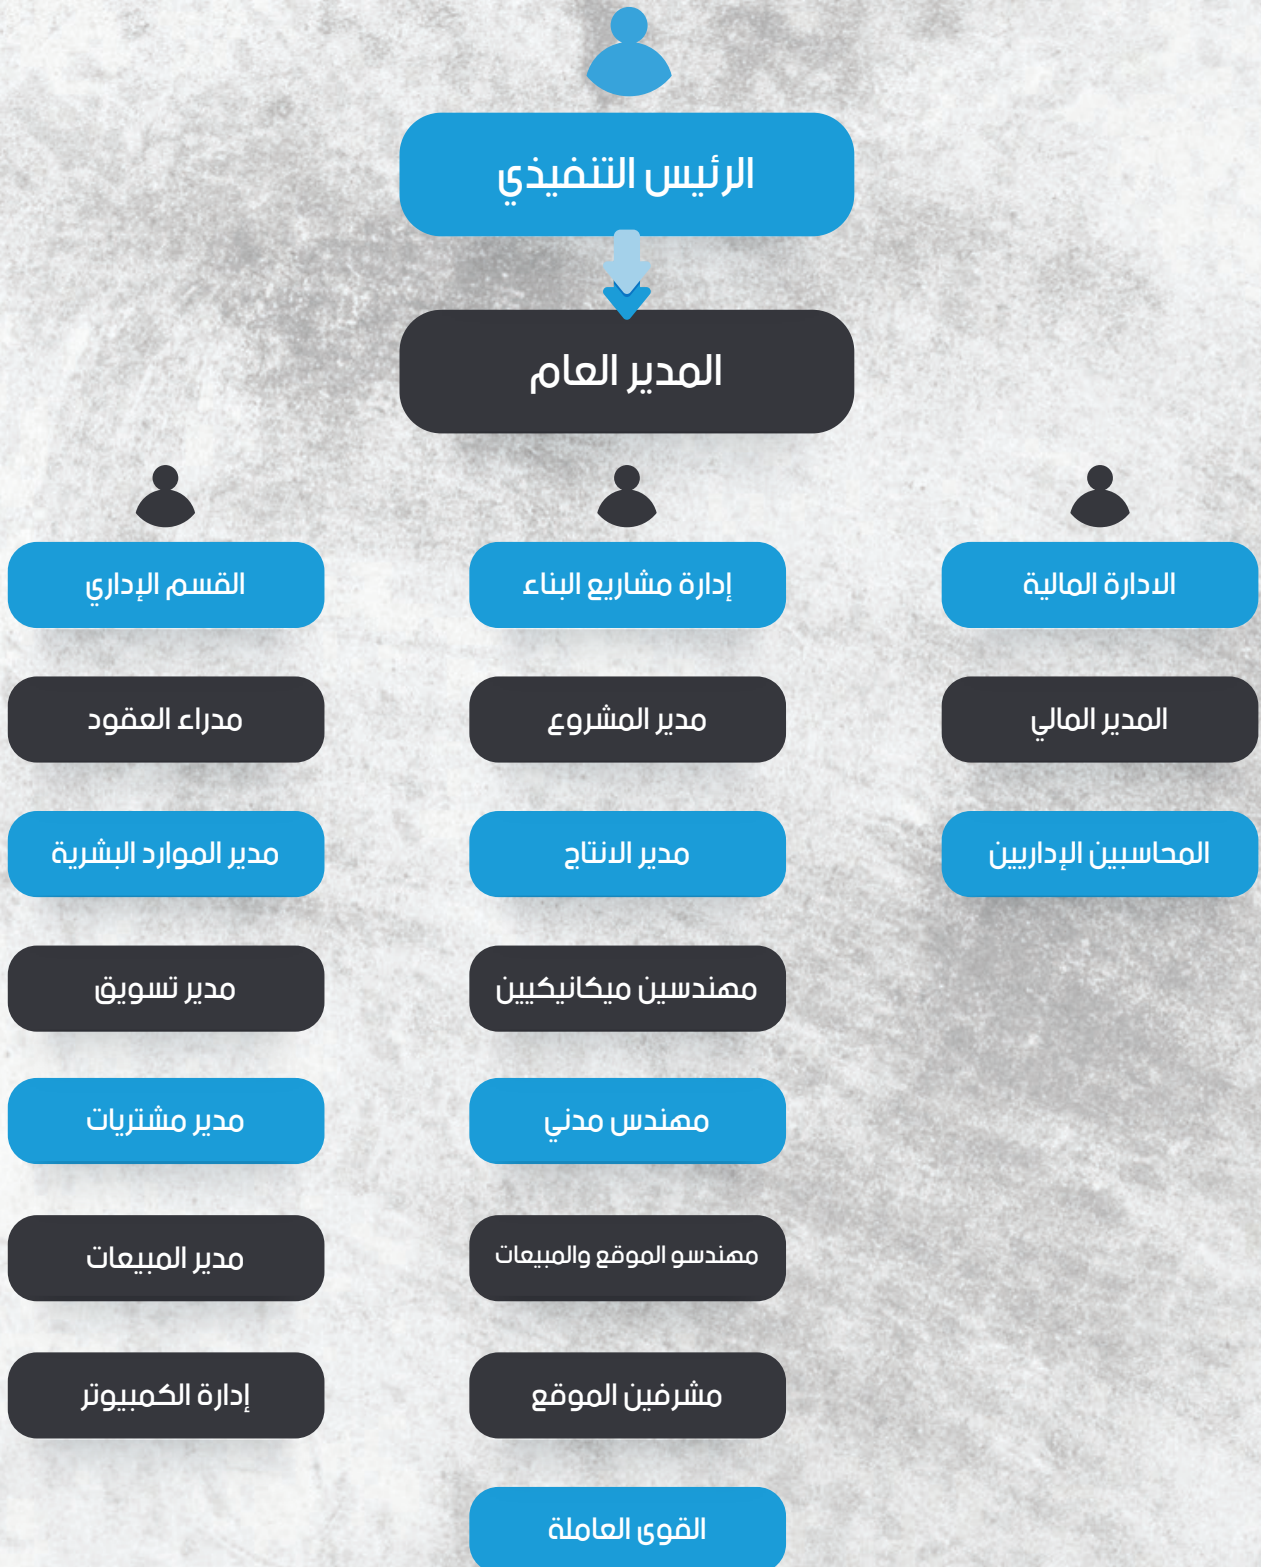 الرئيس التنفيذي
المدير العام
الادارة المالية
المدير المالي
المحاسبين الإداريين
إدارة مشاريع البناء
مدير المشروع
مدير الانتاج
مهندسين ميكانيكيين
مهندس مدني
مهندسو الموقع والمبيعات
مشرفين الموقع
القوى العاملة
القسم الإداري
مدراء العقود
مدير الموارد البشرية
مدير تسويق
مدير مشتريات
مدير المبيعات
إدارة الكمبيوتر